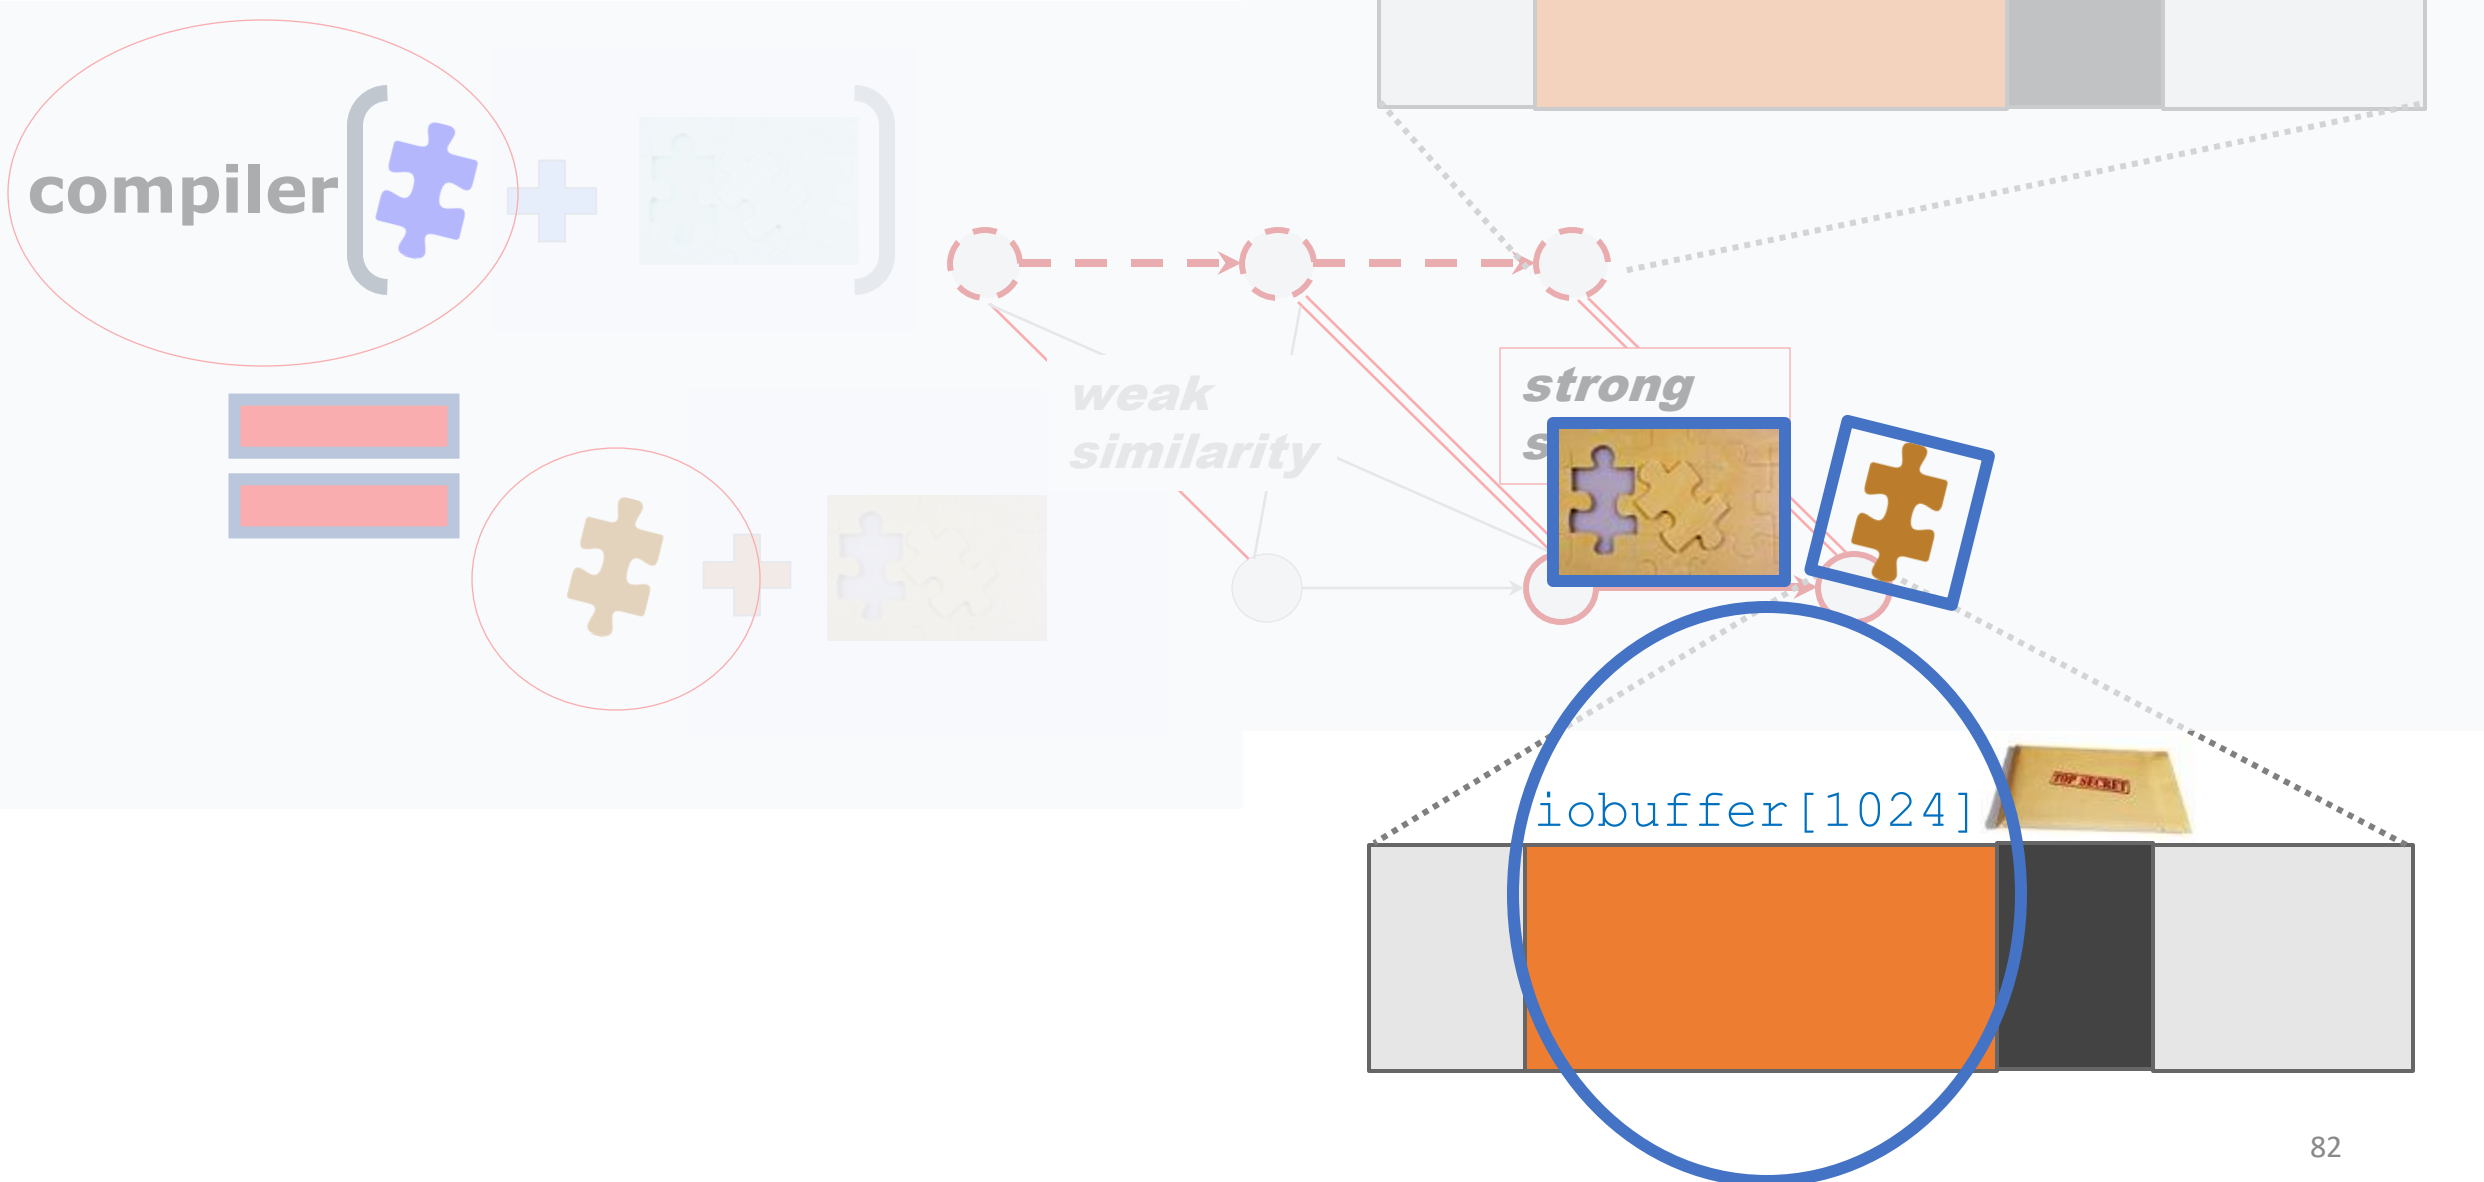 compiler
weak
similarity
strong
s
iobuffer[1024]
TOP SECRET
82